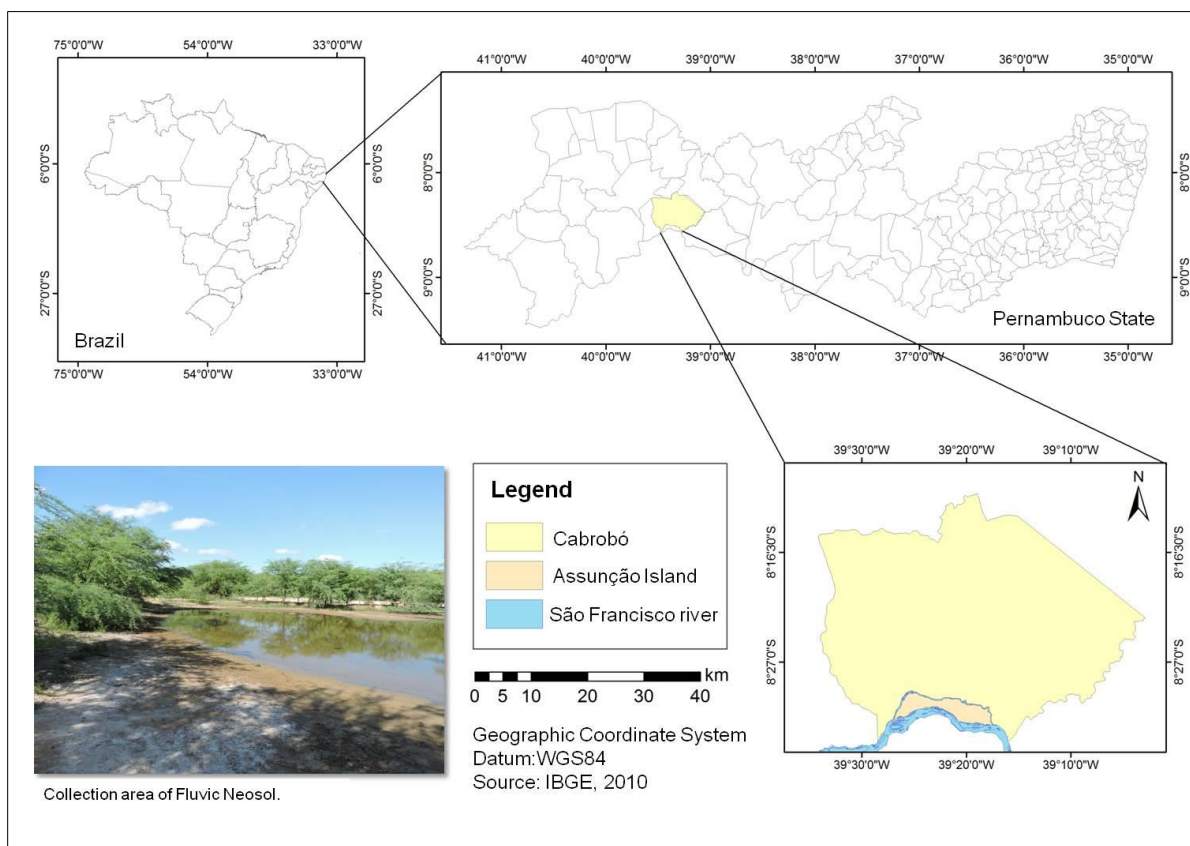 75°0'0"W 54°0'0"W 33°0'0"W
6°0'0"S
6°0'0"S
27°0'0"S
27°0'0"S
Brazil
75°0'0"W 54°0'0"W 33°0'0"W
41°0'0"W 40°0'0"W 39°0'0"W 38°0'0"W 37°0'0"W 36°0'0"W 35°0'0"W
8°0'0"S
8°0'0"S
9°0'0"S
9°0'0"S
Pernambuco State
41°0'0"W 40°0'0"W 39°0'0"W 38°0'0"W 37°0'0"W 36°0'0"W 35°0'0"W
39°30'0"W 39°20'0"W 39°10'0"W
N
8°16'30"S
8°16'30"S
8°27'0"S
8°27'0"S
39°30'0"W 39°20'0"W 39°10'0"W
Legend
Cabrobó
Assunção Island
São Francisco river
km
0 5 10 20 30 40
Geographic Coordinate System
Datum:WGS84
Source: IBGE, 2010
Collection area of Fluvic Neosol.